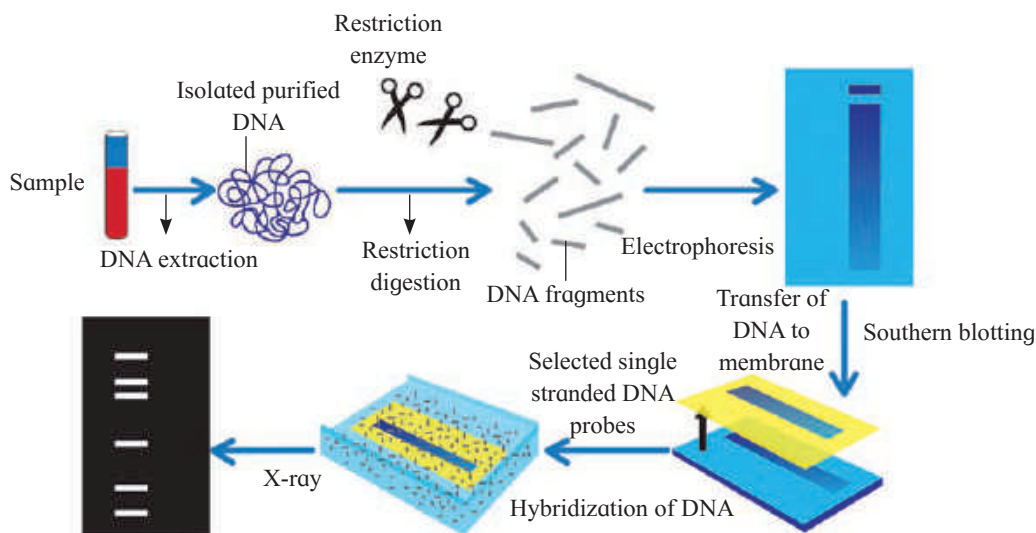 Restriction
enzyme
Isolated purified
DNA
Sample
DNA extraction
Restriction
digestion
DNA fragments
Electrophoresis
Transfer of
DNA to
membrane
Southern blotting
Selected single
stranded DNA
probes
Hybridization of DNA
X-ray